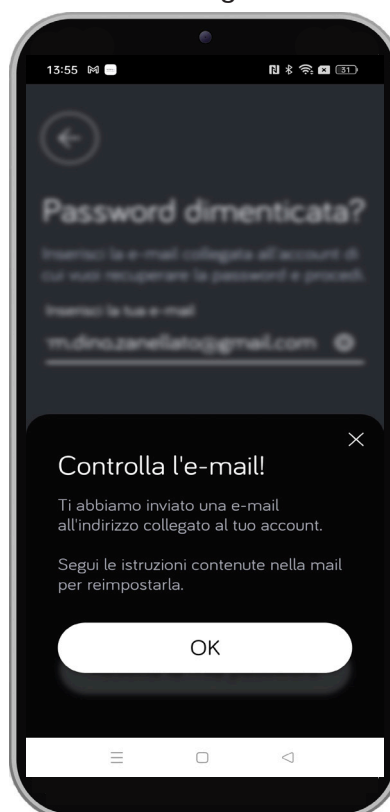 13:55
31
Password dimenticata?
Inserisci la e-mail collegata all'account di
cui vuoi recuperare la password e procedi.
Inserisci la tua e-mail
m.dino.zanellato@gmail.com
Controlla l'e-mail!
Ti abbiamo inviato una e-mail
all'indirizzo collegato al tuo account.
Segui le istruzioni contenute nella mail
per reimpostarla.
OK